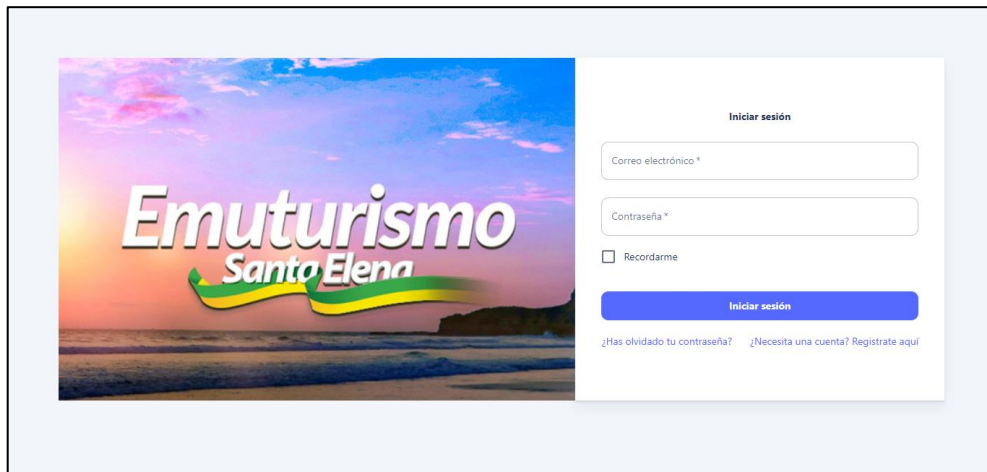 Emuturismo
Santa Elena
Iniciar sesión
Correo electrónico *
Contraseña *
Recordarme
Iniciar sesión
¿Has olvidado tu contraseña? ¿Necesita una cuenta? Registrate aquí